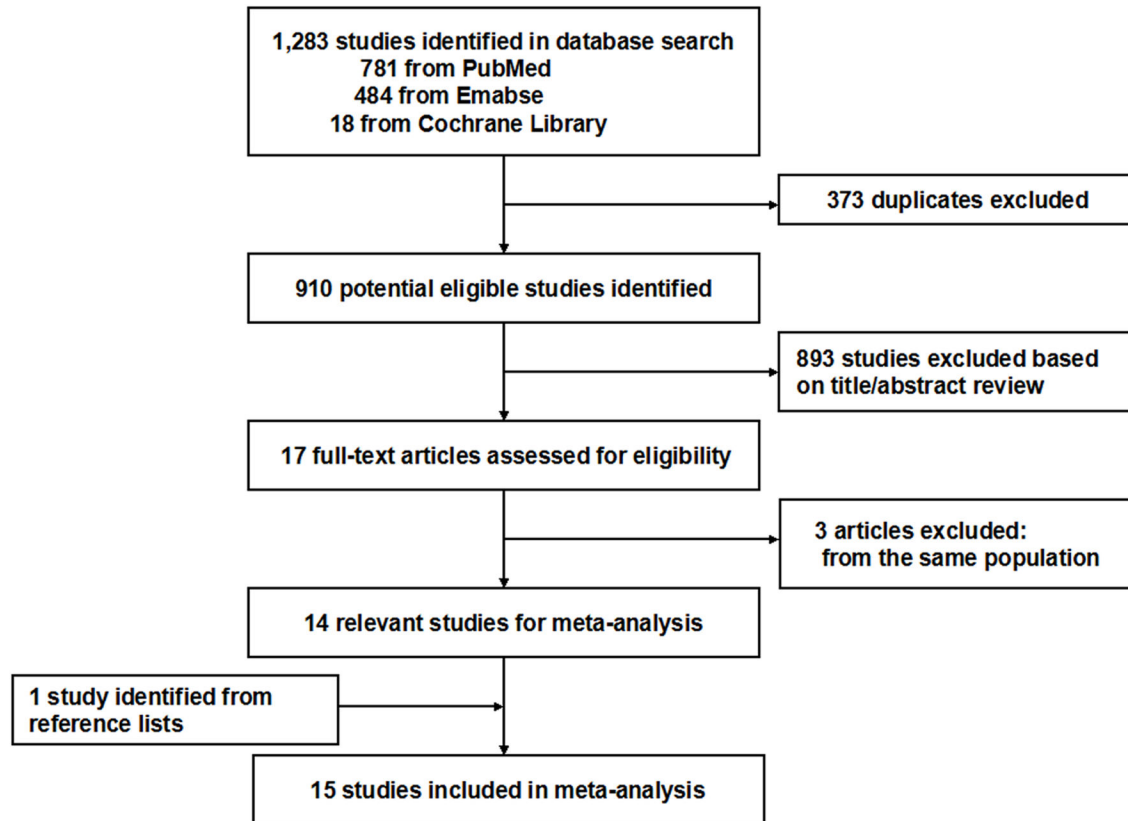 1,283 studies identified in database search
781 from PubMed
484 from Emabse
18 from Cochrane Library
373 duplicates excluded
910 potential eligible studies identified
893 studies excluded based
on title/abstract review
17 full-text articles assessed for eligibility
3 articles excluded:
from the same population
14 relevant studies for meta-analysis
1 study identified from
reference lists
15 studies included in meta-analysis